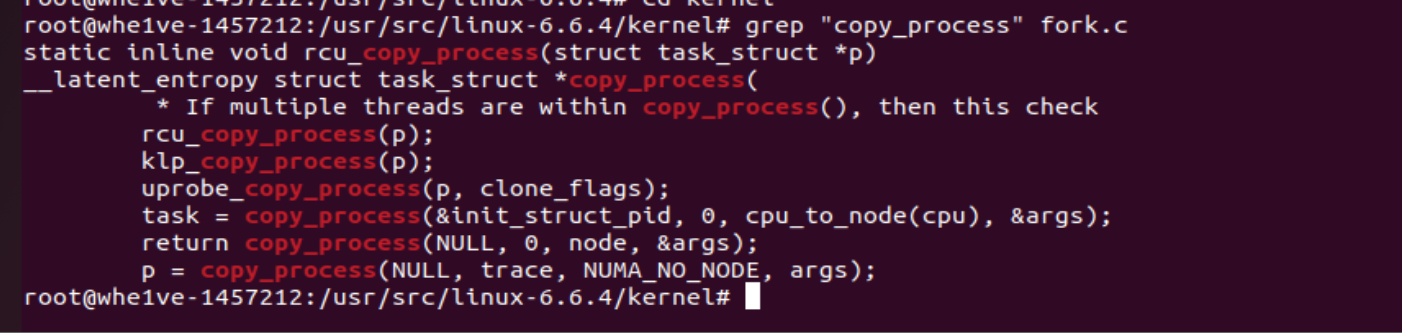 root@whe1ve-1457212:/usr/src/linux-6.6.4# cd kernel
root@whe1ve-1457212:/usr/src/linux-6.6.4/kernel# grep "copy_process" fork.c
static inline void rcu_copy_process(struct task_struct *p)
__latent_entropy struct task_struct *copy_process(
* If multiple threads are within copy_process(), then this check
rcu_copy_process(p);
klp_copy_process(p);
uprobe_copy_process(p, clone_flags);
task = copy_process(&init_struct_pid, 0, cpu_to_node(cpu), &args);
return copy_process(NULL, 0, node, &args);
p = copy_process(NULL, trace, NUMA_NO_NODE, args);
root@whe1ve-1457212:/usr/src/linux-6.6.4/kernel#